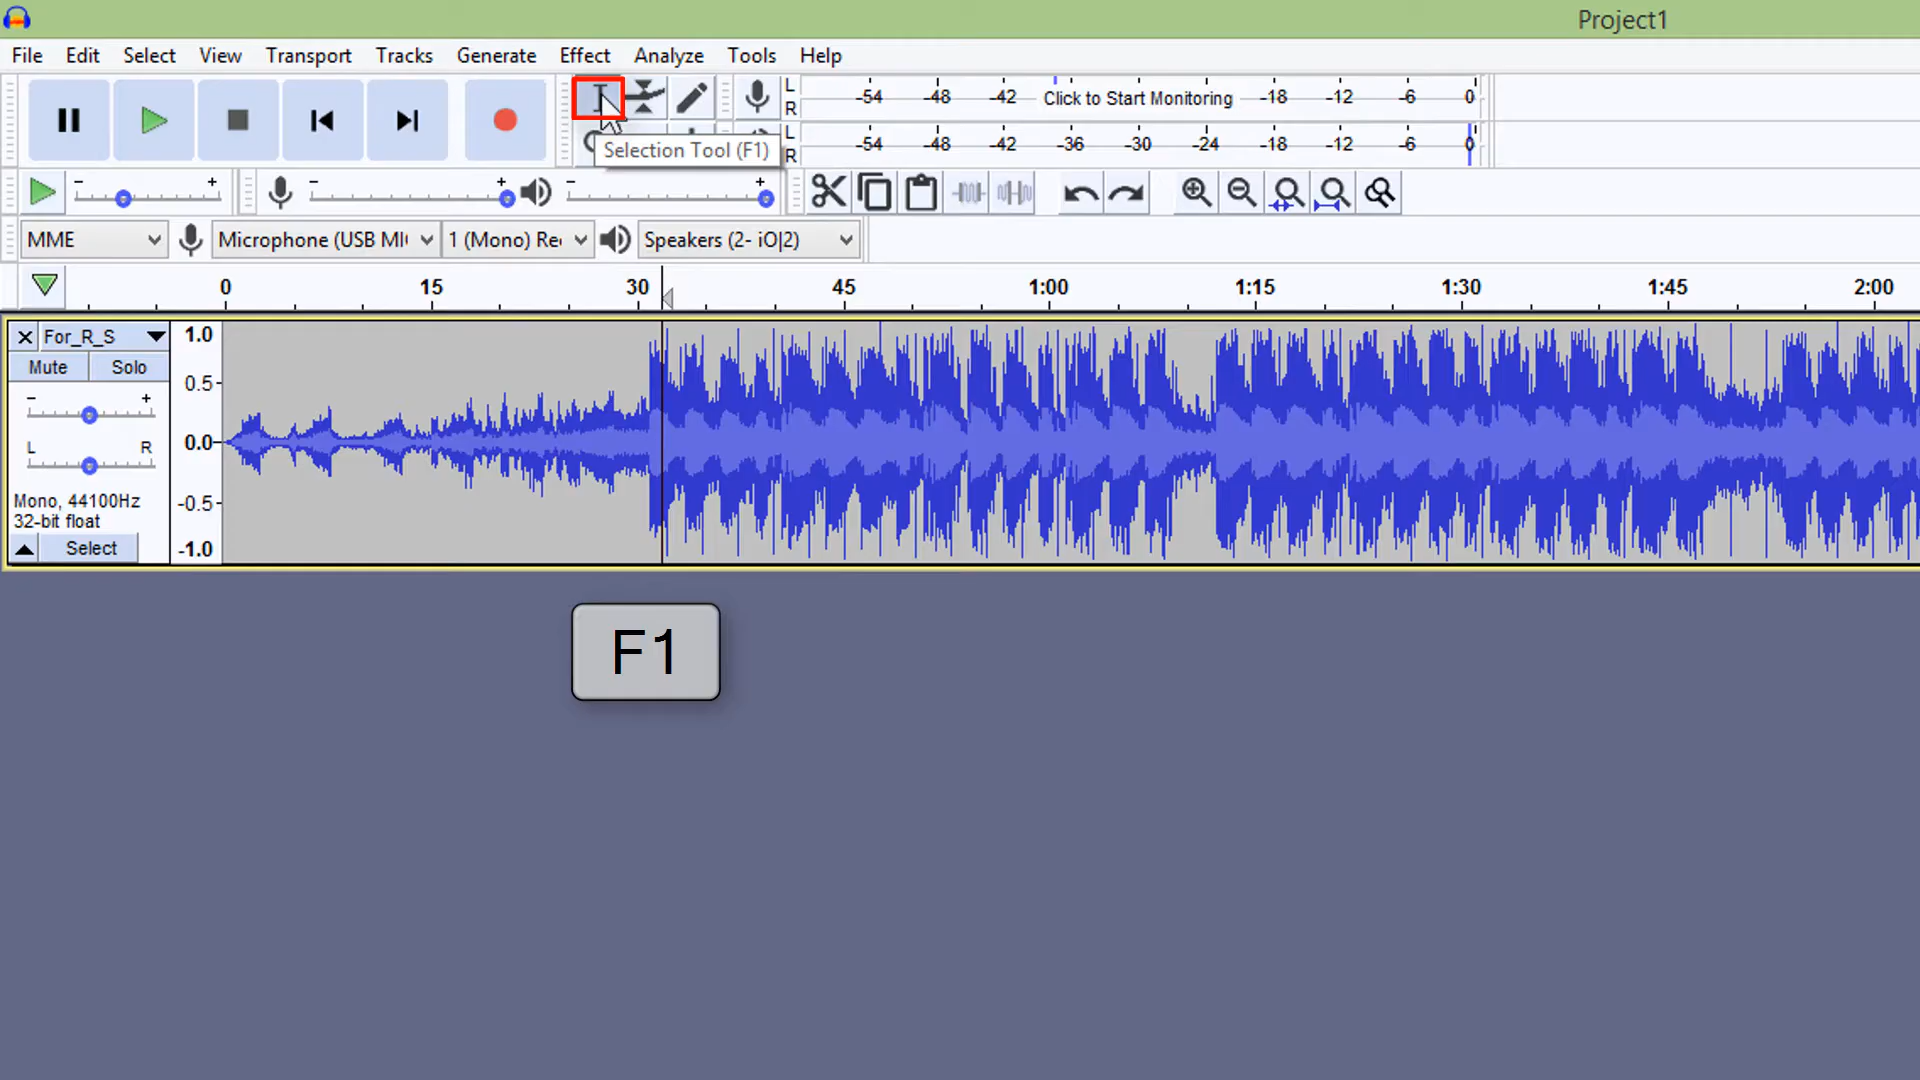 Project1
File Edit Select View Transport Tracks Generate Effect Analyze Tools Help
L -54 -48 -42 Click to Start Monitoring -18 -12 -6 0
R
Selection Tool (F1)
L -54 -48 -42 -36 -30 -24 -18 -12 -6 0
R
- + - + - +
MME Microphone (USB MI 1 (Mono) Re Speakers (2- iO|2)
0 15 30 45 1:00 1:15 1:30 1:45 2:00
For_R_S 1.0
Mute Solo
0.5
- +
0.0
L R
Mono, 44100Hz
-0.5
32-bit float
Select -1.0
F1